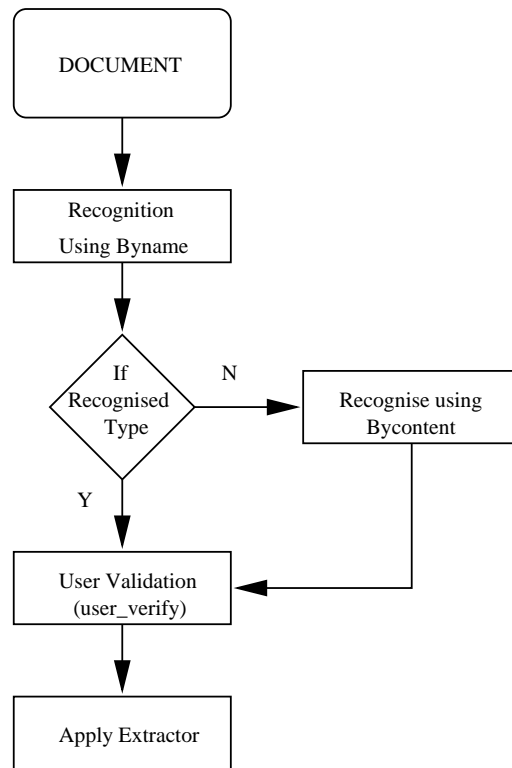 DOCUMENT
Recognition
Using Byname
If
Recognised
Type
N
Recognise using
Bycontent
Y
User Validation
(user_verify)
Apply Extractor